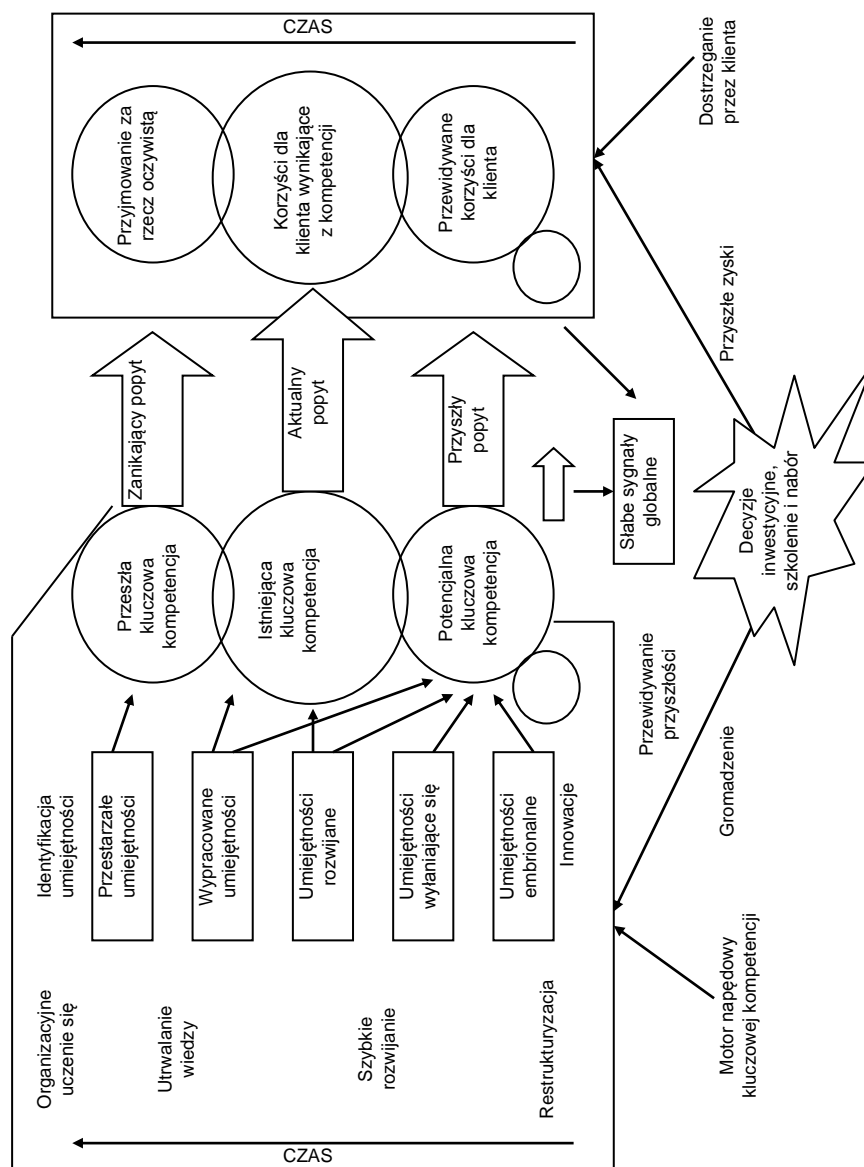 CZAS
Organizacyjne
uczenie się
Utrwalanie
wiedzy
Szybkie
rozwijanie
Restrukturyzacja
Identyfikacja
umiejętności
Przestarzałe
umiejętności
Wypracowane
umiejętności
Umiejętności
rozwijane
Umiejętności
wyłaniające się
Umiejętności
embrionalne
Innowacje
Przeszła
kluczowa
kompetencja
Istniejąca
kluczowa
kompetencja
Potencjalna
kluczowa
kompetencja
Zanikający popyt
Aktualny
popyt
Przyszły
popyt
Przyjmowanie za
rzecz oczywistą
Korzyści dla
klienta wynikające
z kompetencji
Przewidywane
korzyści dla
klienta
CZAS
Przewidywanie
przyszłości
Słabe sygnały
globalne
Motor napędowy
kluczowej kompetencji
Gromadzenie
Decyzje
inwestycyjne,
szkolenie i nabór
Przyszłe zyski
Dostrzeganie
przez klienta